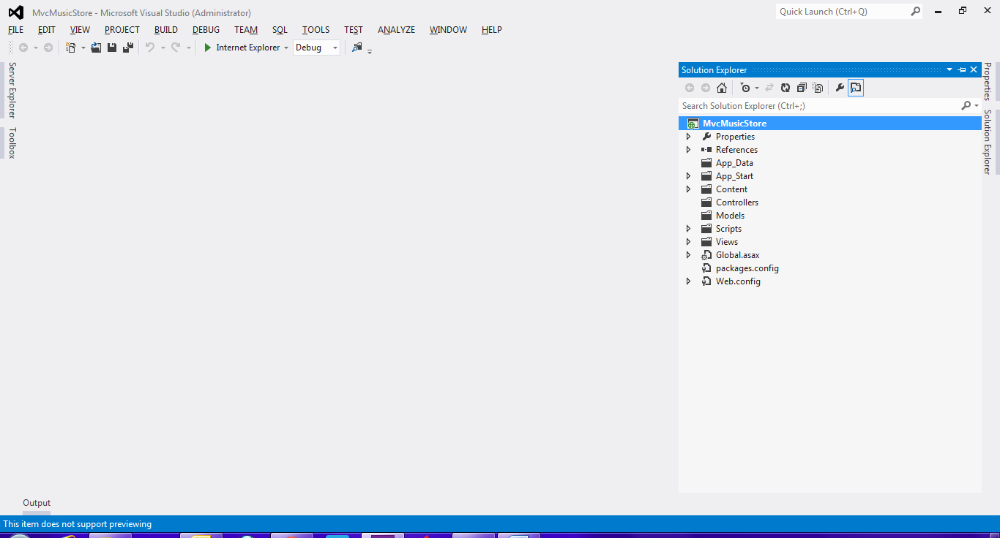 MvcMusicStore - Microsoft Visual Studio (Administrator)
Quick Launch (Ctrl+Q)
FILE EDIT VIEW PROJECT BUILD DEBUG TEAM SQL TOOLS TEST ANALYZE WINDOW HELP
Internet Explorer Debug
Server Explorer
Toolbox
Solution Explorer
Search Solution Explorer (Ctrl+;)
MvcMusicStore
Properties
References
App_Data
App_Start
Content
Controllers
Models
Scripts
Views
Global.asax
packages.config
Web.config
Properties
Solution Explorer
Output
This item does not support previewing